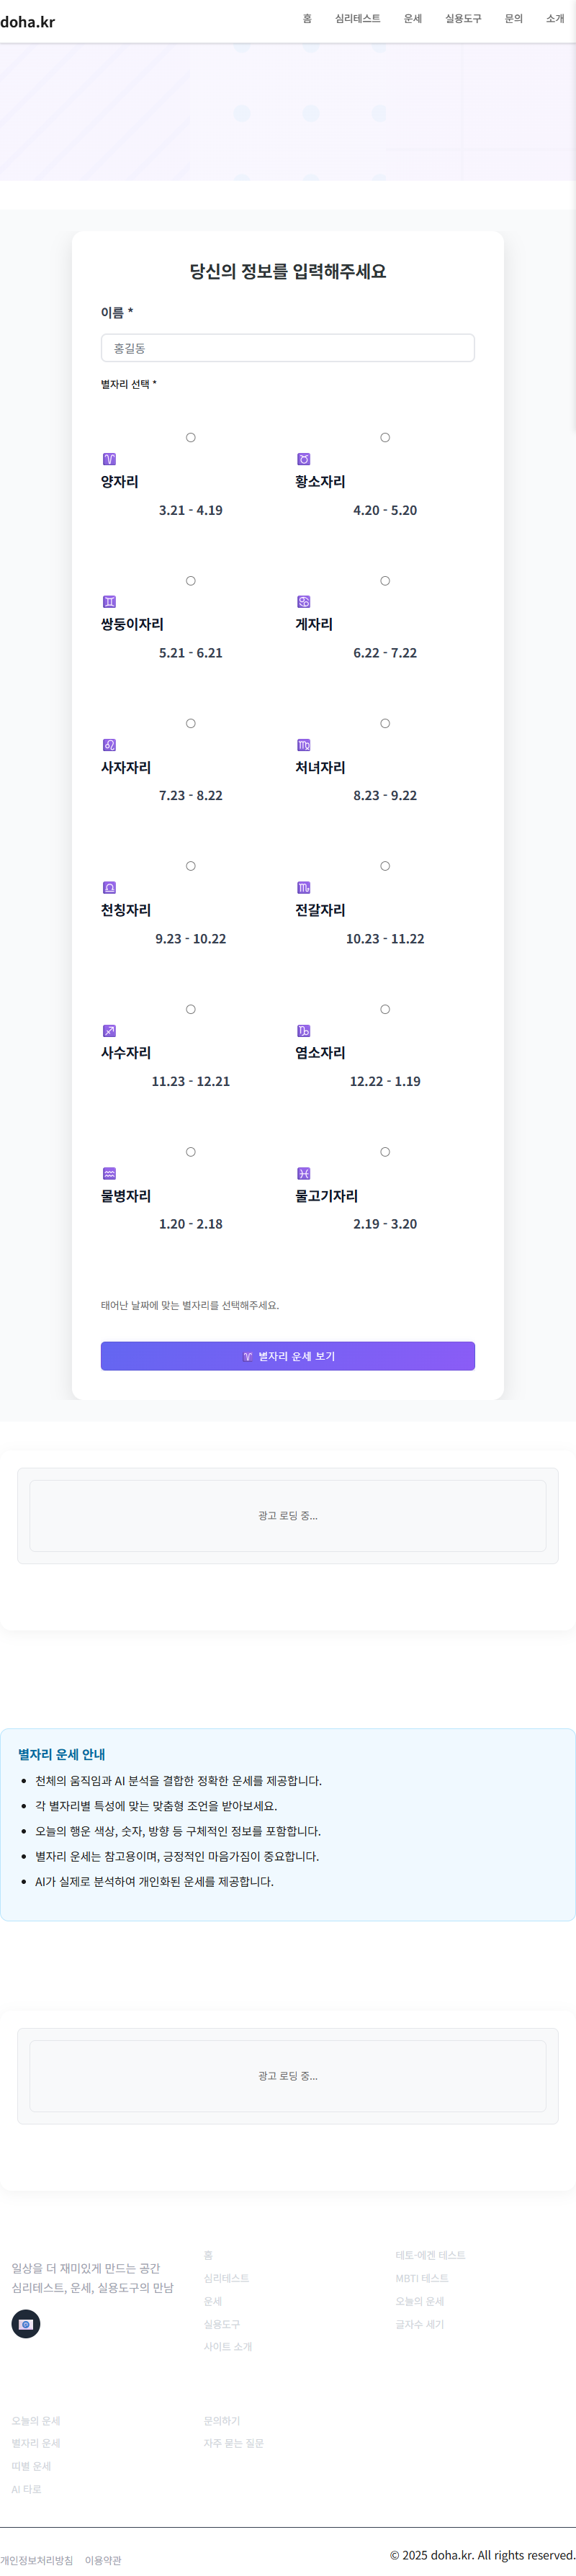 doha.kr
홈 심리테스트 운세 실용도구 문의 소개
당신의 정보를 입력해주세요
이름 *
홍길동
별자리 선택 *
♈ ♉
양자리 황소자리
3.21 - 4.19 4.20 - 5.20
♊ ♋
쌍둥이자리 게자리
5.21 - 6.21 6.22 - 7.22
♌ ♍
사자자리 처녀자리
7.23 - 8.22 8.23 - 9.22
♎ ♏
천칭자리 전갈자리
9.23 - 10.22 10.23 - 11.22
♐ ♑
사수자리 염소자리
11.23 - 12.21 12.22 - 1.19
♒ ♓
물병자리 물고기자리
1.20 - 2.18 2.19 - 3.20
태어난 날짜에 맞는 별자리를 선택해주세요.
♈ 별자리 운세 보기
광고 로딩 중...
별자리 운세 안내
• 천체의 움직임과 AI 분석을 결합한 정확한 운세를 제공합니다.
• 각 별자리별 특성에 맞는 맞춤형 조언을 받아보세요.
• 오늘의 행운 색상, 숫자, 방향 등 구체적인 정보를 포함합니다.
• 별자리 운세는 참고용이며, 긍정적인 마음가짐이 중요합니다.
• AI가 실제로 분석하여 개인화된 운세를 제공합니다.
광고 로딩 중...
일상을 더 재미있게 만드는 공간
심리테스트, 운세, 실용도구의 만남
홈
심리테스트
운세
실용도구
사이트 소개
테토-에겐 테스트
MBTI 테스트
오늘의 운세
글자수 세기
오늘의 운세
별자리 운세
띠별 운세
AI 타로
문의하기
자주 묻는 질문
개인정보처리방침 이용약관
© 2025 doha.kr. All rights reserved.